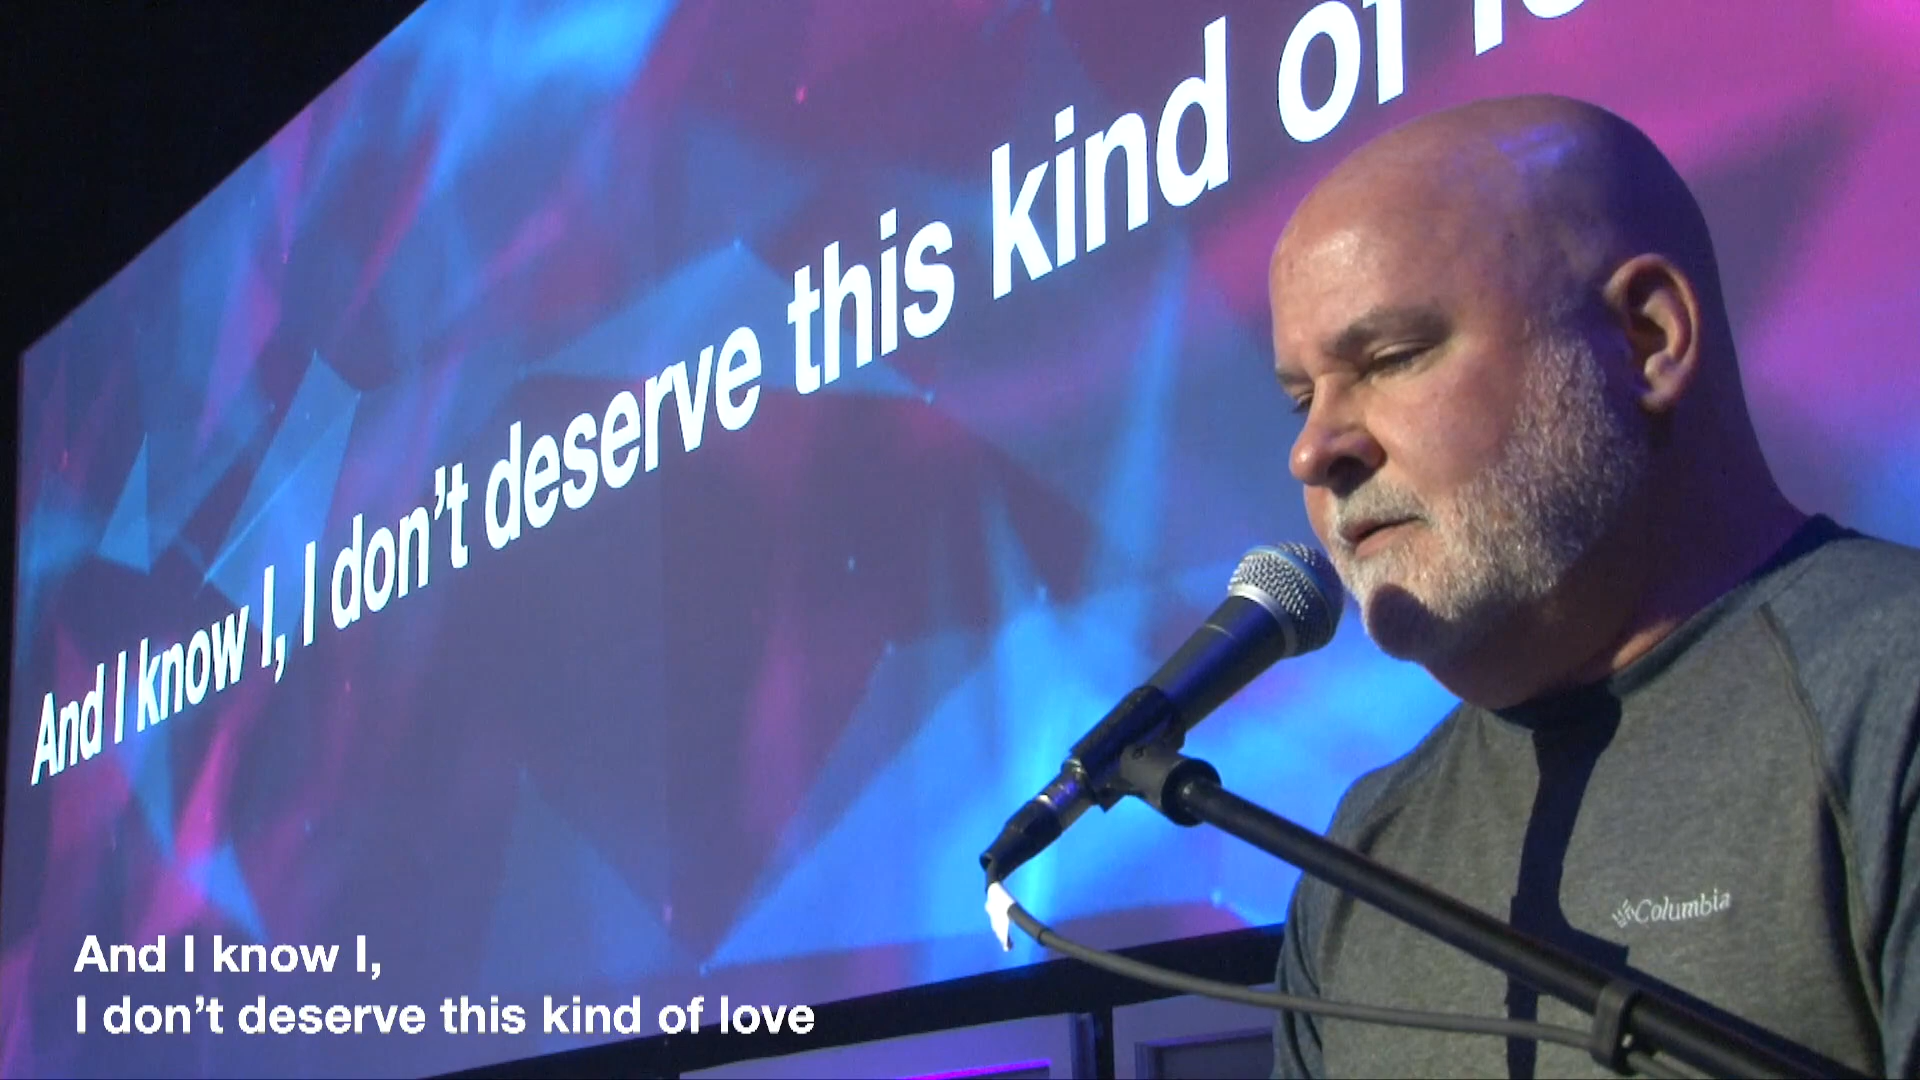 And I know I, I don't deserve this kind of
Columbia
And I know I,
I don't deserve this kind of love